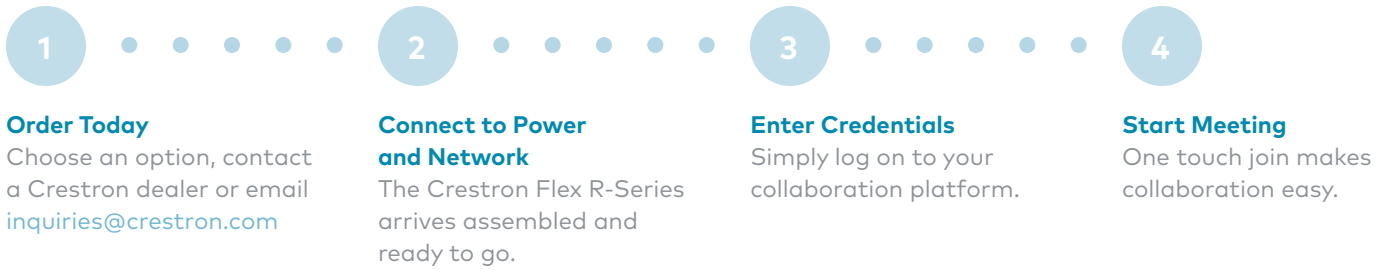 1
2
3
4
Order Today
Choose an option, contact
a Crestron dealer or email
inquiries@crestron.com
Connect to Power
and Network
The Crestron Flex R-Series
arrives assembled and
ready to go.
Enter Credentials
Simply log on to your
collaboration platform.
Start Meeting
One touch join makes
collaboration easy.